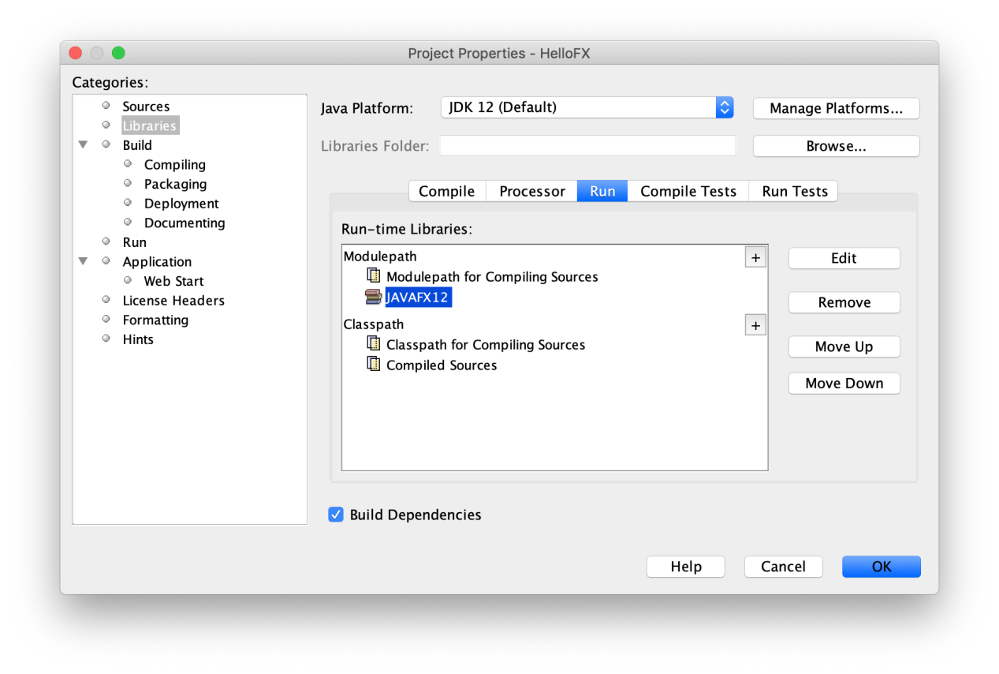 Project Properties - HelloFX
Categories:
Sources
Libraries
Build
Compiling
Packaging
Deployment
Documenting
Run
Application
Web Start
License Headers
Formatting
Hints
Java Platform: JDK 12 (Default) Manage Platforms...
Libraries Folder: Browse...
Compile Processor Run Compile Tests Run Tests
Run-time Libraries:
Modulepath +
Modulepath for Compiling Sources
JAVAFX12
Classpath +
Classpath for Compiling Sources
Compiled Sources
Edit
Remove
Move Up
Move Down
Build Dependencies
Help Cancel OK